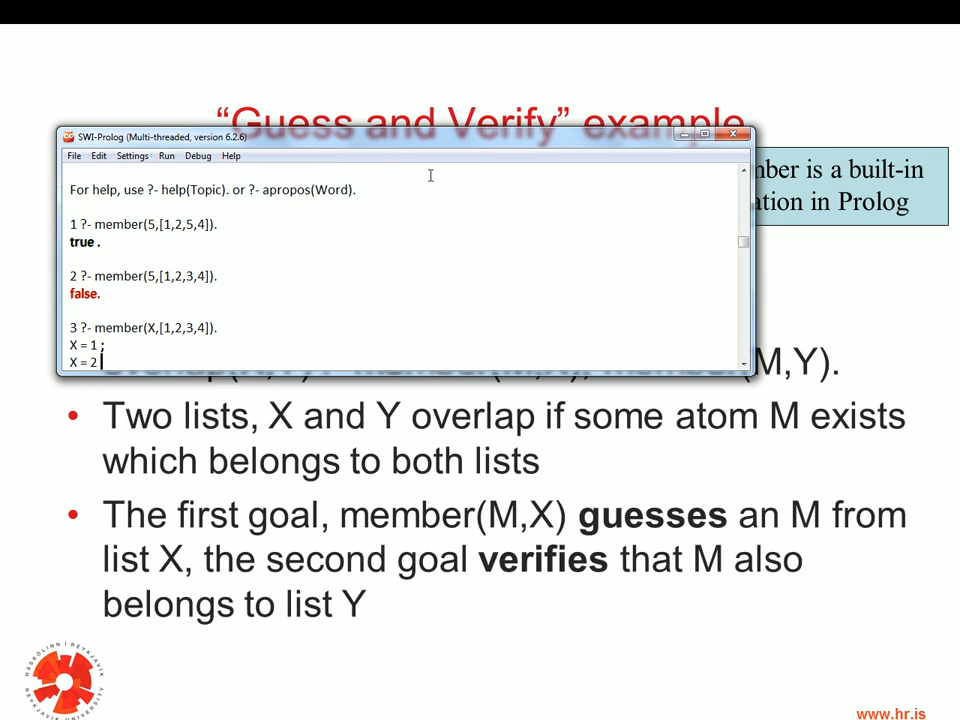 “Guess and Verify” example
SWI-Prolog (Multi-threaded, version 6.2.6)
File Edit Settings Run Debug Help
is a built-in
in Prolog
For help, use ?- help(Topic). or ?- apropos(Word).
1 ?- member(5,[1,2,5,4]).
true .
2 ?- member(5,[1,2,3,4]).
false.
3 ?- member(X,[1,2,3,4]).
X = 1 ;
X = 2
(M,Y).
• Two lists, X and Y overlap if some atom M exists
which belongs to both lists
• The first goal, member(M,X) guesses an M from
list X, the second goal verifies that M also
belongs to list Y
HÁSKÓLINN Í REYKJAVÍK
REYKJAVIK UNIVERSITY
www.hr.is